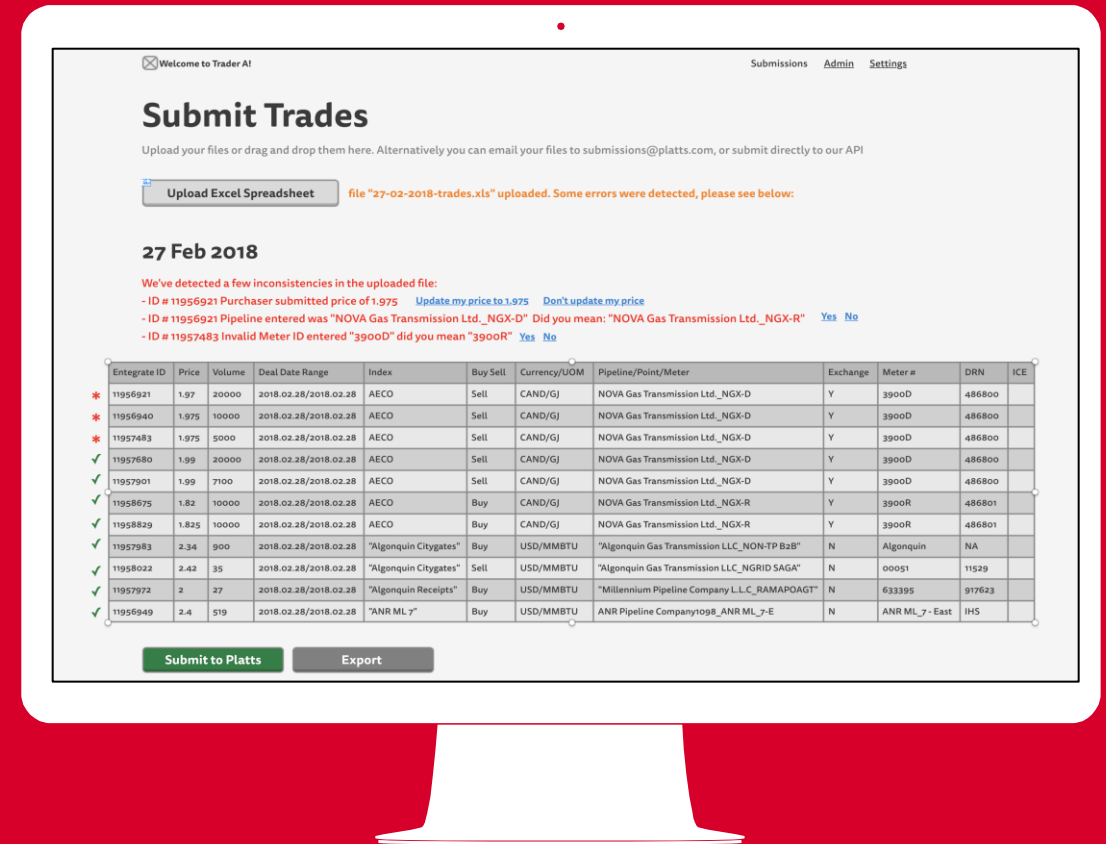 Welcome to Trader A! Submissions Admin Settings
Submit Trades
Upload your files or drag and drop them here. Alternatively you can email your files to submissions@platts.com, or submit directly to our API
Upload Excel Spreadsheet file "27-02-2018-trades.xls" uploaded. Some errors were detected, please see below:
27 Feb 2018
We've detected a few inconsistencies in the uploaded file:
- ID # 11956921 Purchaser submitted price of 1.975 Update my price to 1.975 Don't update my price
- ID # 11956921 Pipeline entered was "NOVA Gas Transmission Ltd._NGX-D" Did you mean: "NOVA Gas Transmission Ltd._NGX-R" Yes No
- ID # 11957483 Invalid Meter ID entered "3900D" did you mean "3900R" Yes No
Entegrate ID Price Volume Deal Date Range Index Buy Sell Currency/UOM Pipeline/Point/Meter Exchange Meter # DRN ICE
* 11956921 1.97 20000 2018.02.28/2018.02.28 AECO Sell CAND/GJ NOVA Gas Transmission Ltd._NGX-D Y 3900D 486800
* 11956940 1.975 10000 2018.02.28/2018.02.28 AECO Sell CAND/GJ NOVA Gas Transmission Ltd._NGX-D Y 3900D 486800
* 11957483 1.975 5000 2018.02.28/2018.02.28 AECO Sell CAND/GJ NOVA Gas Transmission Ltd._NGX-D Y 3900D 486800
✓ 11957680 1.99 20000 2018.02.28/2018.02.28 AECO Sell CAND/GJ NOVA Gas Transmission Ltd._NGX-D Y 3900D 486800
✓ 11957901 1.99 7100 2018.02.28/2018.02.28 AECO Sell CAND/GJ NOVA Gas Transmission Ltd._NGX-D Y 3900D 486800
✓ 11958675 1.82 10000 2018.02.28/2018.02.28 AECO Buy CAND/GJ NOVA Gas Transmission Ltd._NGX-R Y 3900R 486801
✓ 11958829 1.825 10000 2018.02.28/2018.02.28 AECO Buy CAND/GJ NOVA Gas Transmission Ltd._NGX-R Y 3900R 486801
✓ 11957983 2.34 900 2018.02.28/2018.02.28 "Algonquin Citygates" Buy USD/MMBTU "Algonquin Gas Transmission LLC_NON-TP B2B" N Algonquin NA
✓ 11958022 2.42 35 2018.02.28/2018.02.28 "Algonquin Citygates" Sell USD/MMBTU "Algonquin Gas Transmission LLC_NGRID SAGA" N 00051 11529
✓ 11957972 2 27 2018.02.28/2018.02.28 "Algonquin Receipts" Buy USD/MMBTU "Millennium Pipeline Company L.L.C_RAMAPOAGT" N 633395 917623
✓ 11956949 2.4 519 2018.02.28/2018.02.28 "ANR ML 7" Buy USD/MMBTU ANR Pipeline Company1098_ANR ML_7-E N ANR ML_7 - East IHS
Submit to Platts Export